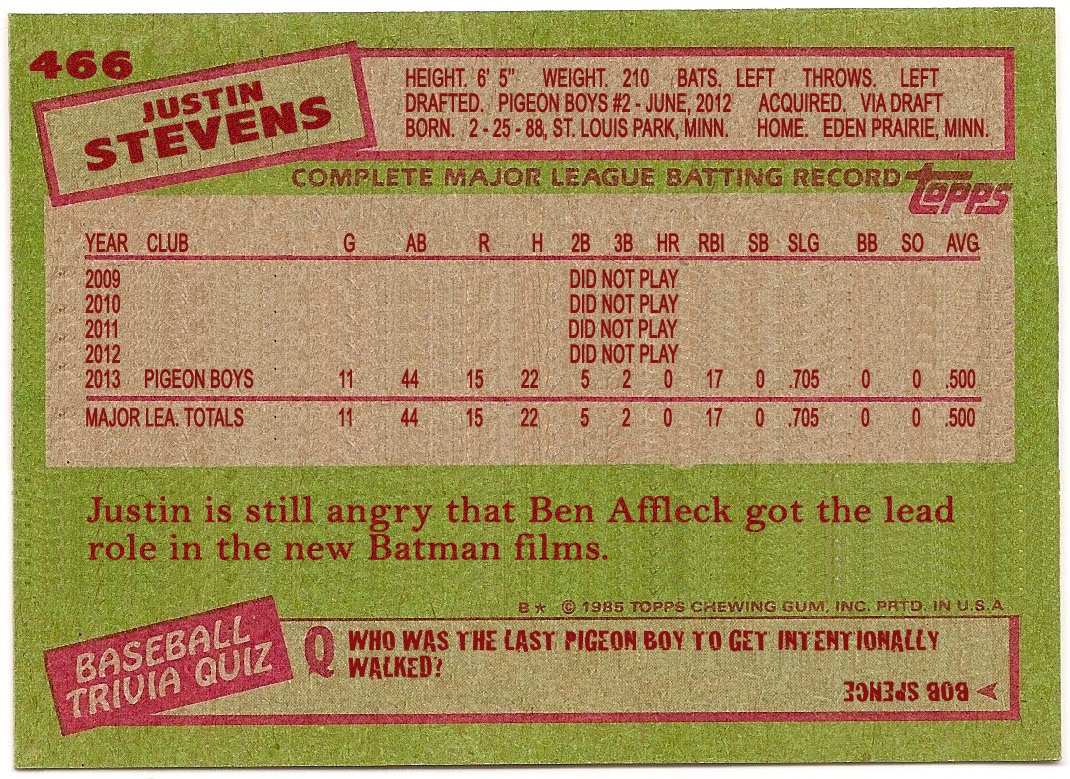 466
JUSTIN
STEVENS
HEIGHT. 6' 5" WEIGHT. 210 BATS. LEFT THROWS. LEFT
DRAFTED. PIGEON BOYS #2 - JUNE, 2012 ACQUIRED. VIA DRAFT
BORN. 2 - 25 - 88, ST. LOUIS PARK, MINN. HOME. EDEN PRAIRIE, MINN.
COMPLETE MAJOR LEAGUE BATTING RECORD topps
YEAR CLUB G AB R H 2B 3B HR RBI SB SLG BB SO AVG.
2009 DID NOT PLAY
2010 DID NOT PLAY
2011 DID NOT PLAY
2012 DID NOT PLAY
2013 PIGEON BOYS 11 44 15 22 5 2 0 17 0 .705 0 0 .500
MAJOR LEA. TOTALS 11 44 15 22 5 2 0 17 0 .705 0 0 .500
Justin is still angry that Ben Affleck got the lead
role in the new Batman films.
B★ © 1985 TOPPS CHEWING GUM, INC. PRTD. IN U.S.A
BASEBALL
TRIVIA QUIZ
Q WHO WAS THE LAST PIGEON BOY TO GET INTENTIONALLY
WALKED?
BOB SPENCE